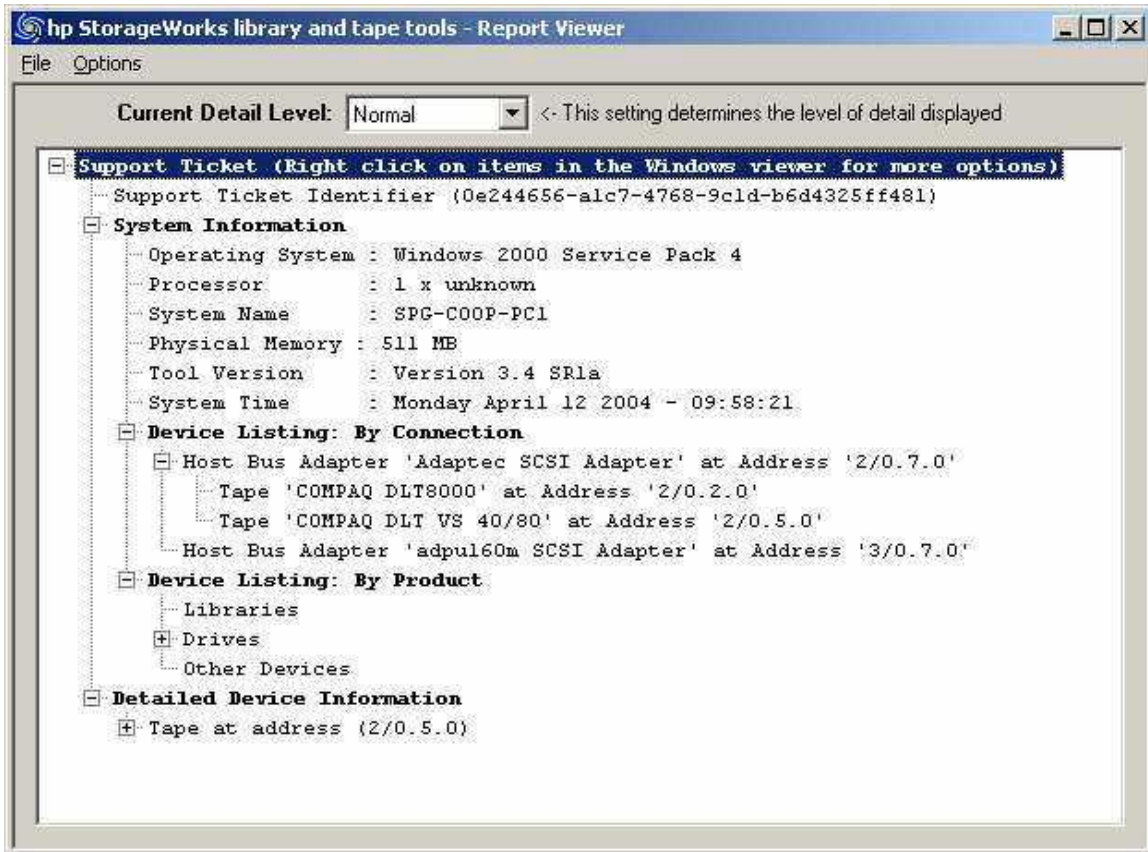 hp StorageWorks library and tape tools - Report Viewer
File Options
Current Detail Level: Normal <- This setting determines the level of detail displayed
Support Ticket (Right click on items in the Windows viewer for more options)
Support Ticket Identifier (0e244656-a1c7-4768-9c1d-b6d4325ff481)
System Information
Operating System : Windows 2000 Service Pack 4
Processor : 1 x unknown
System Name : SPG-COOP-PC1
Physical Memory : 511 MB
Tool Version : Version 3.4 SR1a
System Time : Monday April 12 2004 - 09:58:21
Device Listing: By Connection
Host Bus Adapter 'Adaptec SCSI Adapter' at Address '2/0.7.0'
Tape 'COMPAQ DLT8000' at Address '2/0.2.0'
Tape 'COMPAQ DLT VS 40/80' at Address '2/0.5.0'
Host Bus Adapter 'adpu160m SCSI Adapter' at Address '3/0.7.0'
Device Listing: By Product
Libraries
Drives
Other Devices
Detailed Device Information
Tape at address (2/0.5.0)